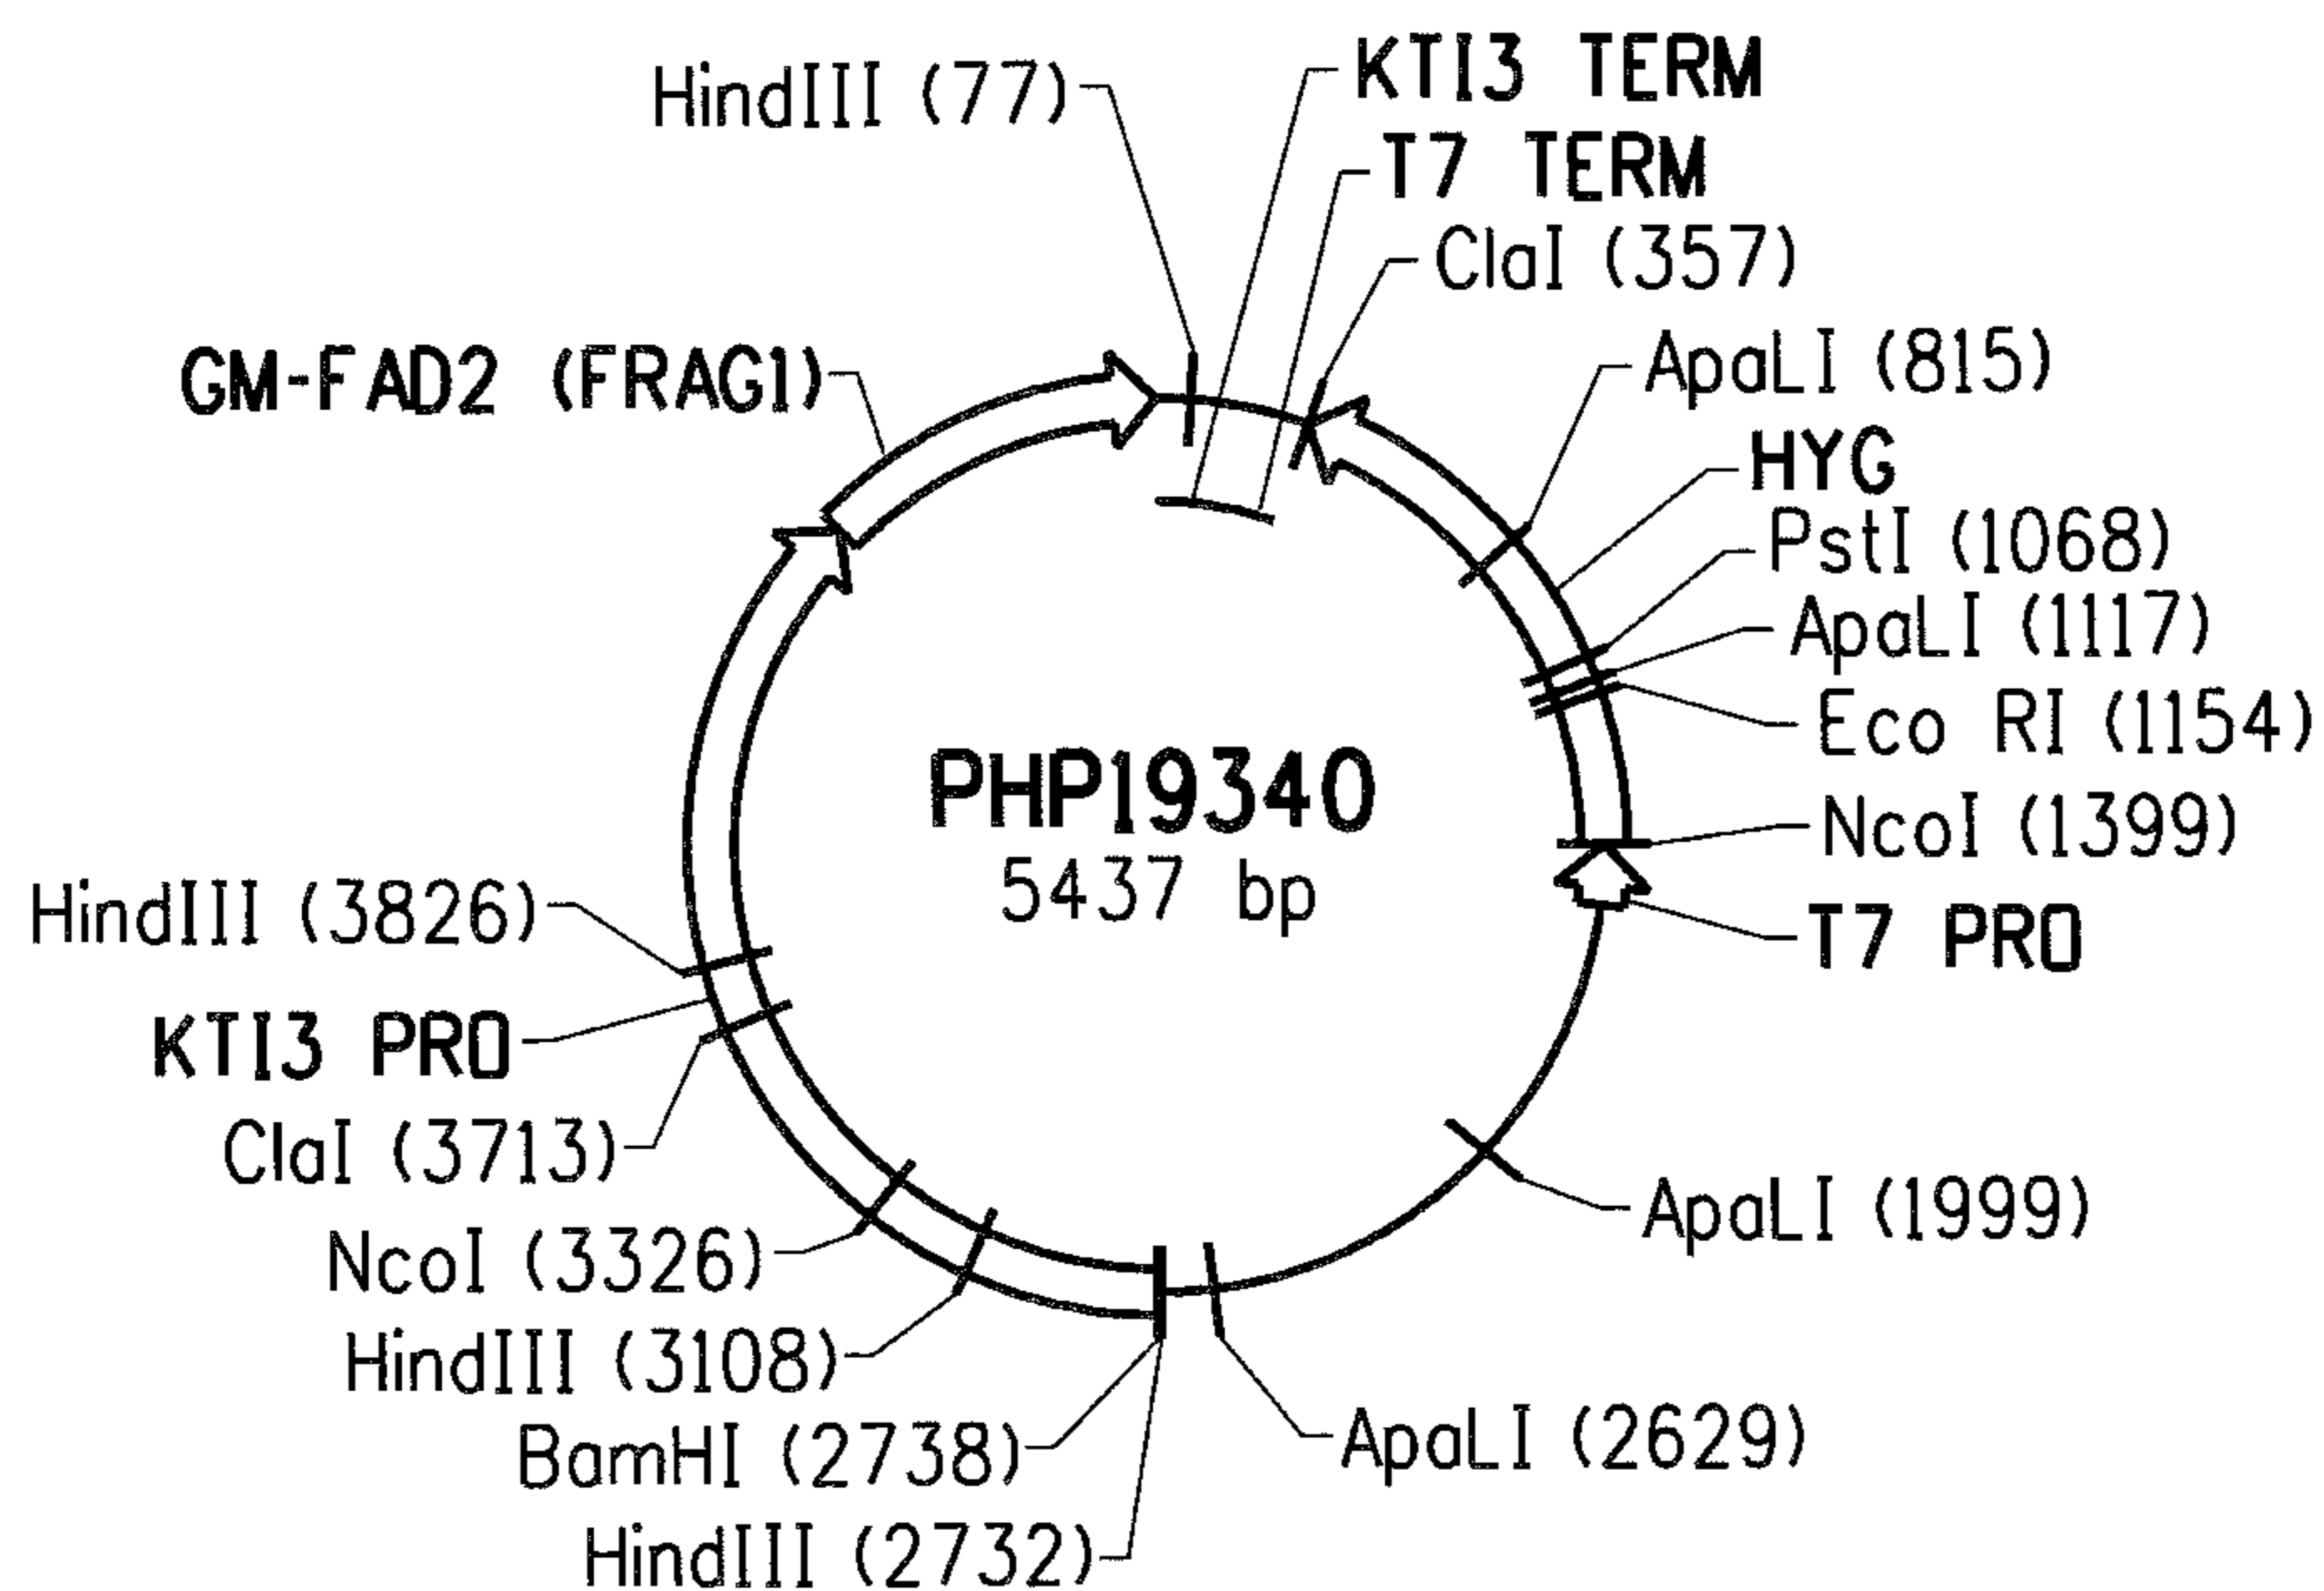 HindIII (77)
KTI3 TERM
T7 TERM
ClaI (357)
GM-FAD2 (FRAG1)
ApaLI (815)
HYG
PstI (1068)
ApaLI (1117)
Eco RI (1154)
NcoI (1399)
T7 PRO
PHP19340
5437 bp
HindIII (3826)
KTI3 PRO
ClaI (3713)
NcoI (3326)
HindIII (3108)
BamHI (2738)
HindIII (2732)
ApaLI (1999)
ApaLI (2629)